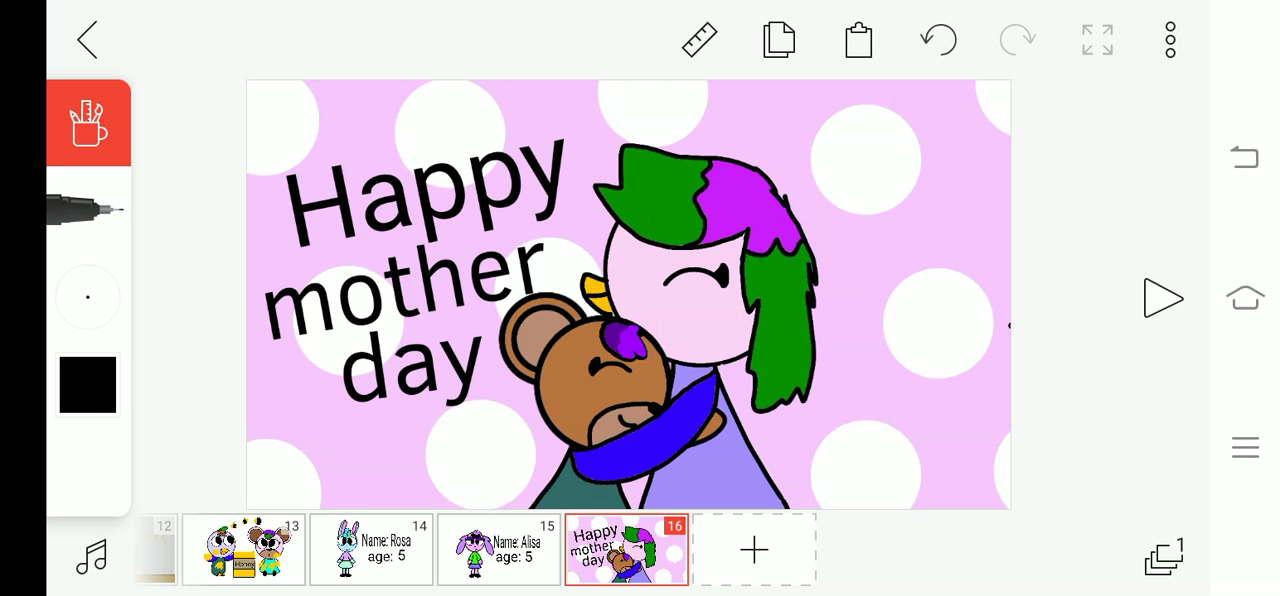 Happy
mother
day
1
12
13
Honey
14
Name: Rosa
age: 5
15
Name: Alisa
age: 5
16
Happy
mother
day